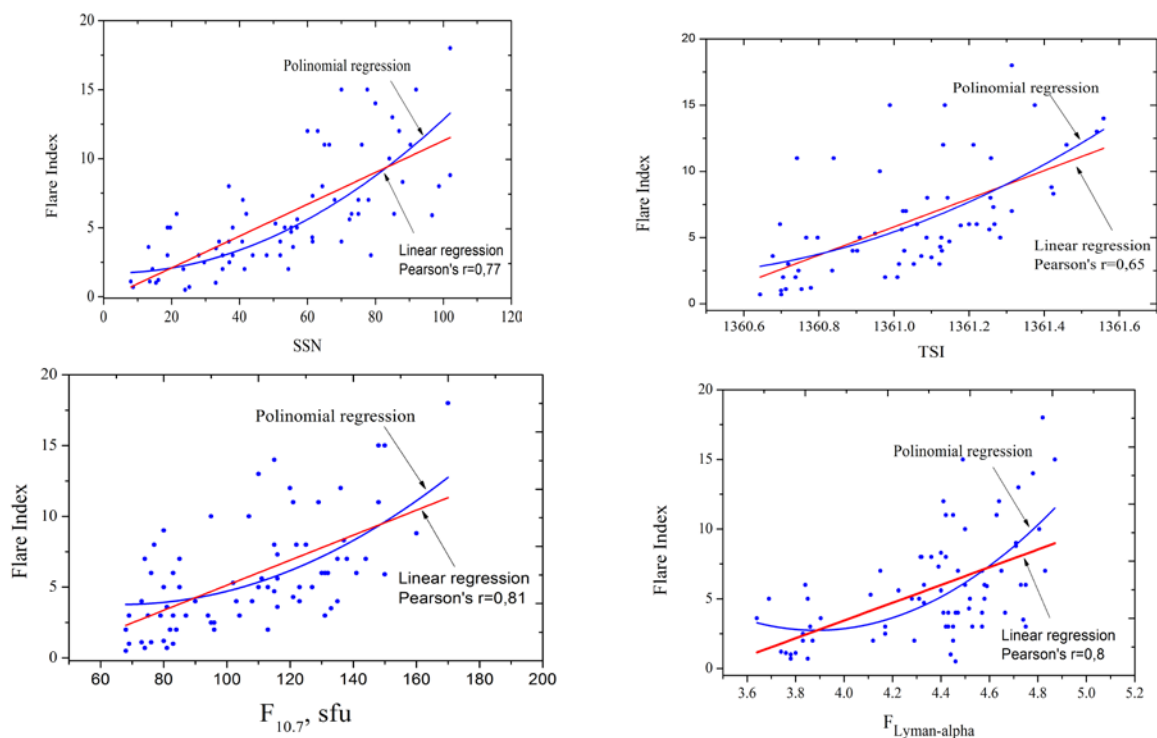 20
15
10
5
0
Flare Index
Polinomial regression
Linear regression
Pearson's r=0,77
0 20 40 60 80 100 120
SSN
20
15
10
5
0
Flare Index
Polynomial regression
Linear regression
Pearson's r=0,65
1360.6 1360.8 1361.0 1361.2 1361.4 1361.6
TSI
20
15
10
5
0
Flare Index
Polinomial regression
Linear regression
Pearson's r=0,81
60 80 100 120 140 160 180 200
F10.7, sfu
20
15
10
5
0
Flare Index
Polynomial regression
Linear regression
Pearson's r=0,8
3.6 3.8 4.0 4.2 4.4 4.6 4.8 5.0 5.2
FLyman-alpha